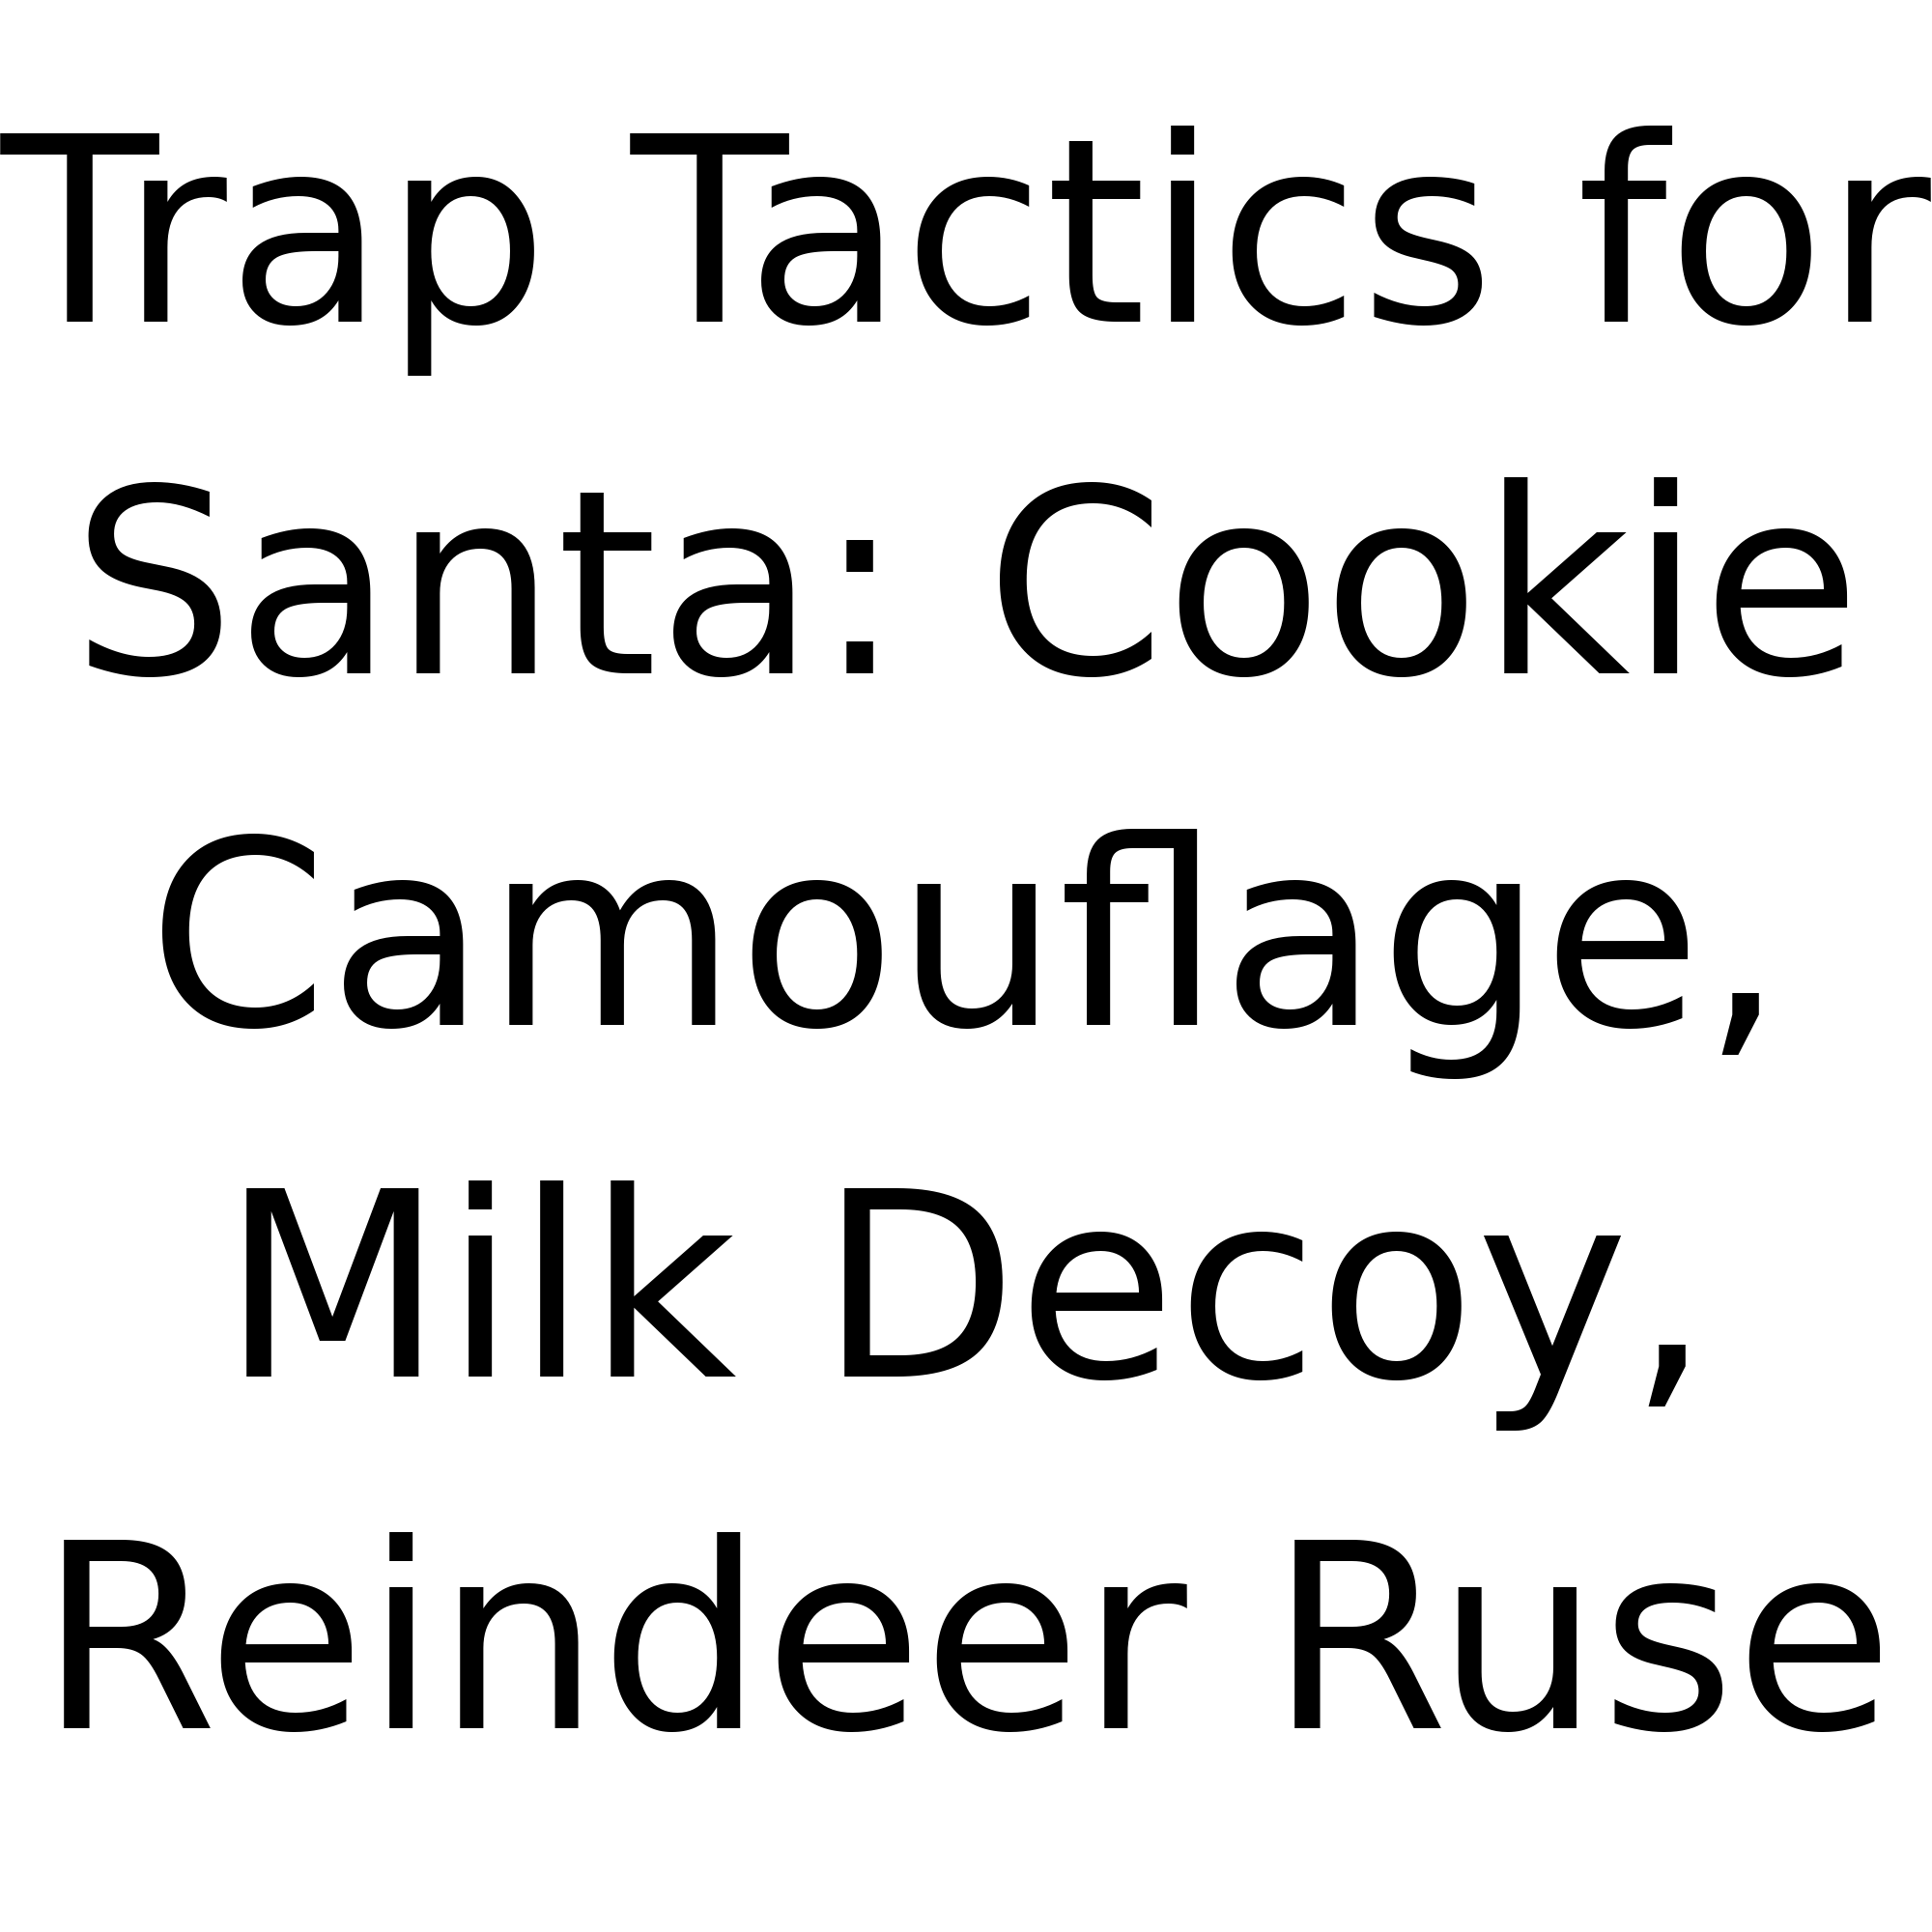 Trap Tactics for
Santa: Cookie
Camouflage,
Milk Decoy,
Reindeer Ruse